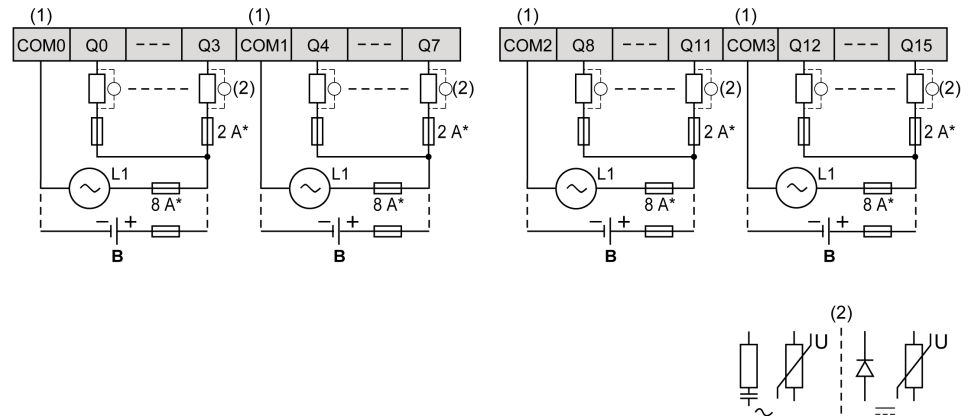 (1) (1) (1) (1)
COM0 Q0 --- Q3 COM1 Q4 --- Q7 COM2 Q8 --- Q11 COM3 Q12 --- Q15
(2) (2) (2) (2)
2 A* 2 A* 2 A* 2 A*
L1 L1 L1 L1
8 A* 8 A* 8 A* 8 A*
− + − + − + − +
B B B B
(2)
U U